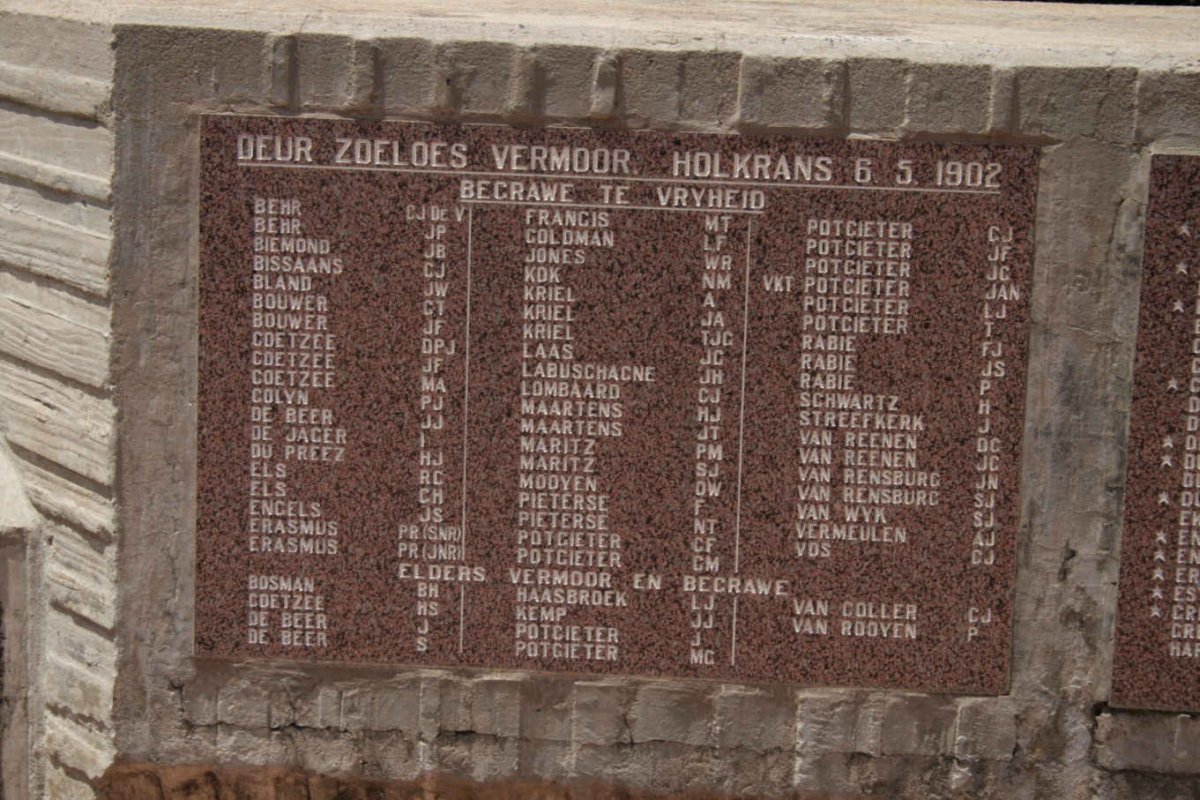 DEUR ZOELOES VERMOOR. HOLKRANS 6.5.1902
BEGRAWE TE VRYHEID
BEHR CJ DE V
BEHR JP
BIEMOND JB
BISSAANS CJ
BLAND JW
BOUWER CT
BOUWER JF
COETZEE DPJ
COETZEE JF
COETZEE MA
COLYN PJ
DE BEER JJ
DE JAGER I
DU PREEZ HJ
ELS RC
ELS CH
ENGELS JS
ERASMUS PR(SNR)
ERASMUS PR(JNR)
FRANCIS MT
GOLDMAN LF
JONES WR
KOK NM
KRIEL A
KRIEL JA
KRIEL TJC
LAAS JC
LABUSCHAGNE JH
LOMBAARD CJ
MAARTENS HJ
MAARTENS JT
MARITZ PM
MARITZ SJ
MOOYEN DW
PIETERSE F
PIETERSE NT
POTGIETER CF
POTGIETER CM
POTGIETER CJ
POTGIETER JF
POTGIETER JC
VKT POTGIETER JAN
POTGIETER LJ
POTGIETER T
RABIE FJ
RABIE JS
RABIE P
SCHWARTZ H
STREEFKERK J
VAN REENEN DC
VAN REENEN JC
VAN RENSBURG JN
VAN RENSBURG SJ
VAN WYK SJ
VERMEULEN AJ
VOS CJ
ELDERS VERMOOR EN BEGRAWE
BOSMAN BH
COETZEE HS
DE BEER J
DE BEER S
HAASBROEK LJ
KEMP JJ
POTGIETER J
POTGIETER MG
VAN COLLER CJ
VAN ROOYEN P